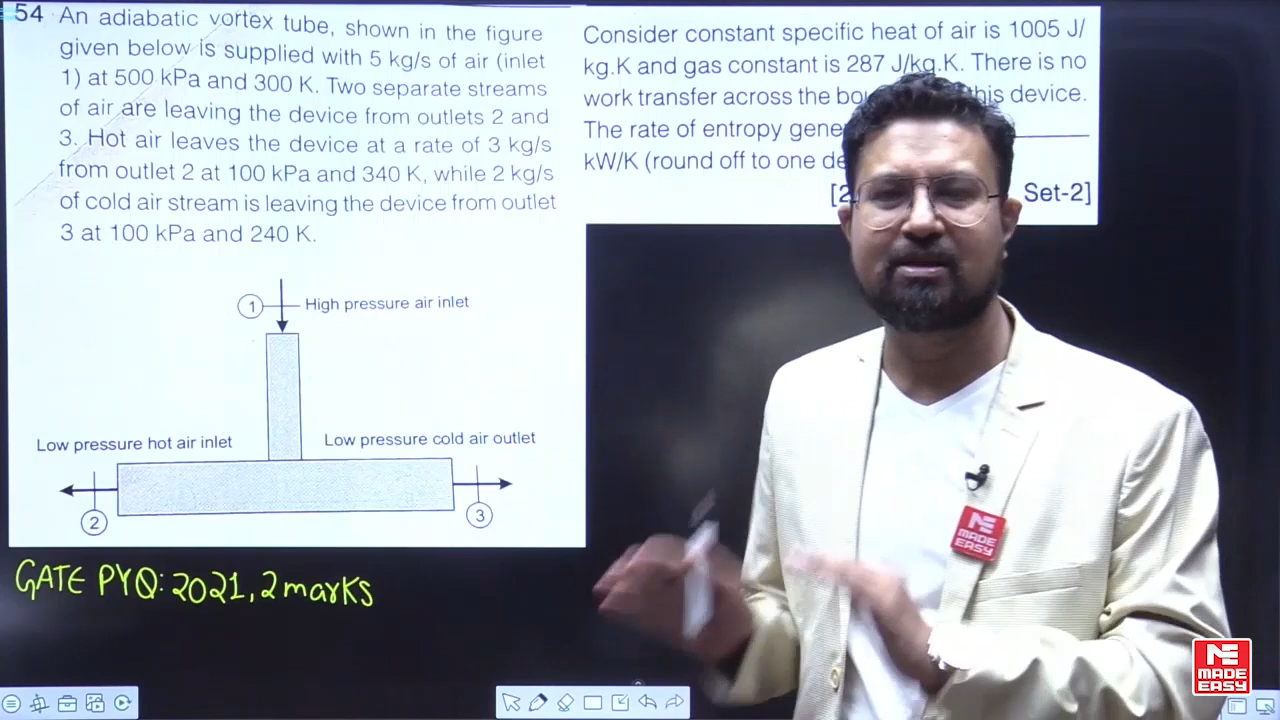 54 An adiabatic vortex tube, shown in the figure
given below is supplied with 5 kg/s of air (inlet
1) at 500 kPa and 300 K. Two separate streams
of air are leaving the device from outlets 2 and
3. Hot air leaves the device at a rate of 3 kg/s
from outlet 2 at 100 kPa and 340 K, while 2 kg/s
of cold air stream is leaving the device from outlet
3 at 100 kPa and 240 K.
1 High pressure air inlet
Low pressure hot air inlet
Low pressure cold air outlet
2
3
GATE PYQ: 2021, 2 marks
Consider constant specific heat of air is 1005 J/
kg.K and gas constant is 287 J/kg.K. There is no
work transfer across the this device.
The rate of entropy
kW/K (round off to one
Set-2]
NE
MADE
EASY
NE
MADE
EASY